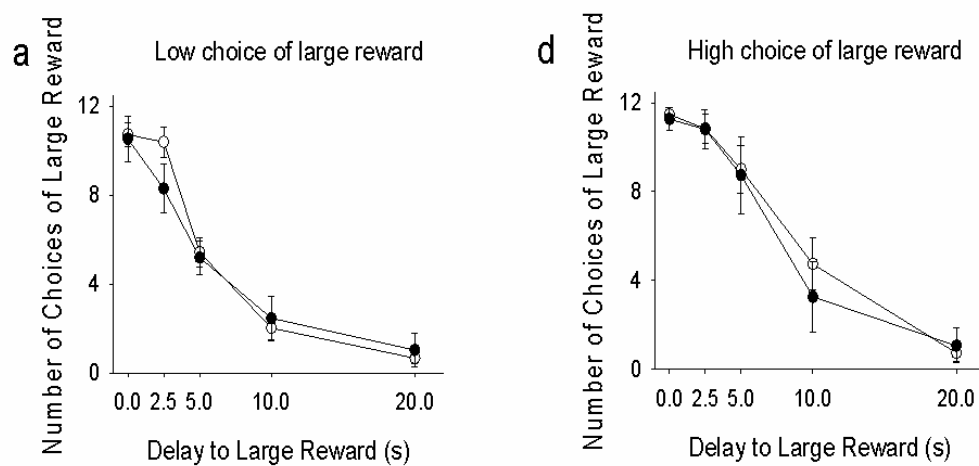 a
Low choice of large reward
Number of Choices of Large Reward
12
8
4
0
0.0 2.5 5.0 10.0 20.0
Delay to Large Reward (s)
d
High choice of large reward
Number of Choices of Large Reward
12
8
4
0
0.0 2.5 5.0 10.0 20.0
Delay to Large Reward (s)